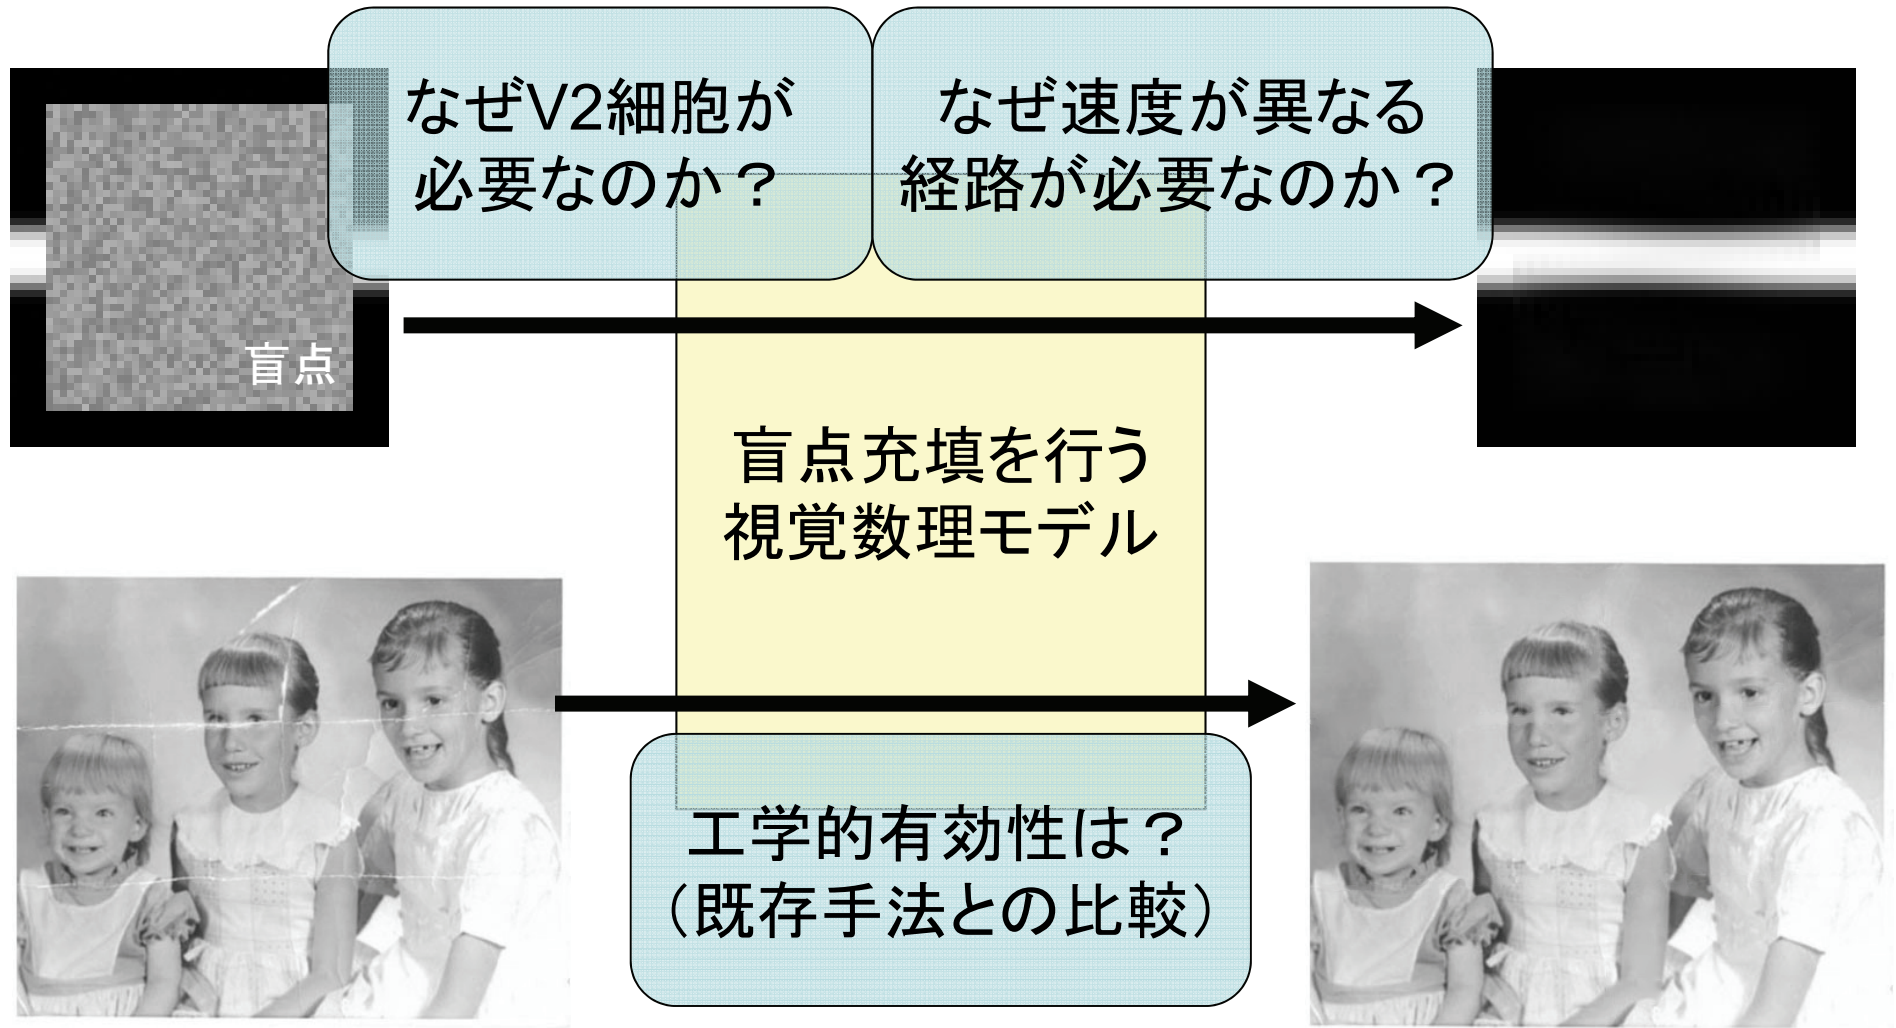 なぜV2細胞が
必要なのか？
なぜ速度が異なる
経路が必要なのか？
盲点
盲点充填を行う
視覚数理モデル
工学的有効性は？
（既存手法との比較）